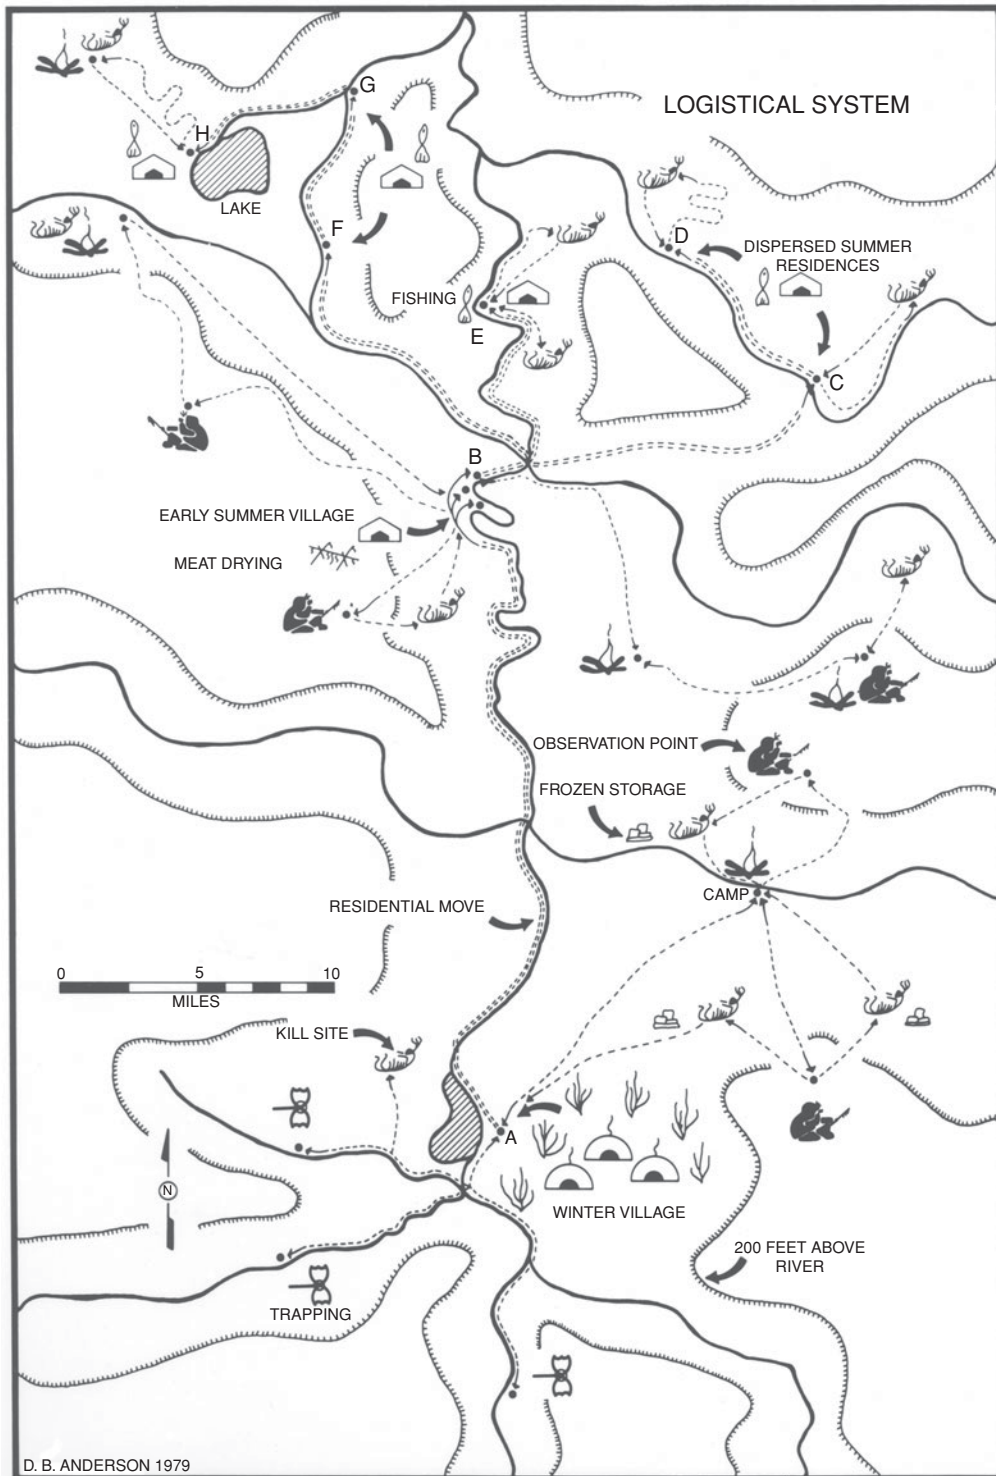 LOGISTICAL SYSTEM
G
H
LAKE
F
D
DISPERSED SUMMER
RESIDENCES
FISHING
E
C
B
EARLY SUMMER VILLAGE
MEAT DRYING
OBSERVATION POINT
FROZEN STORAGE
CAMP
RESIDENTIAL MOVE
0 5 10
MILES
KILL SITE
A
N
WINTER VILLAGE
200 FEET ABOVE
RIVER
TRAPPING
D. B. ANDERSON 1979